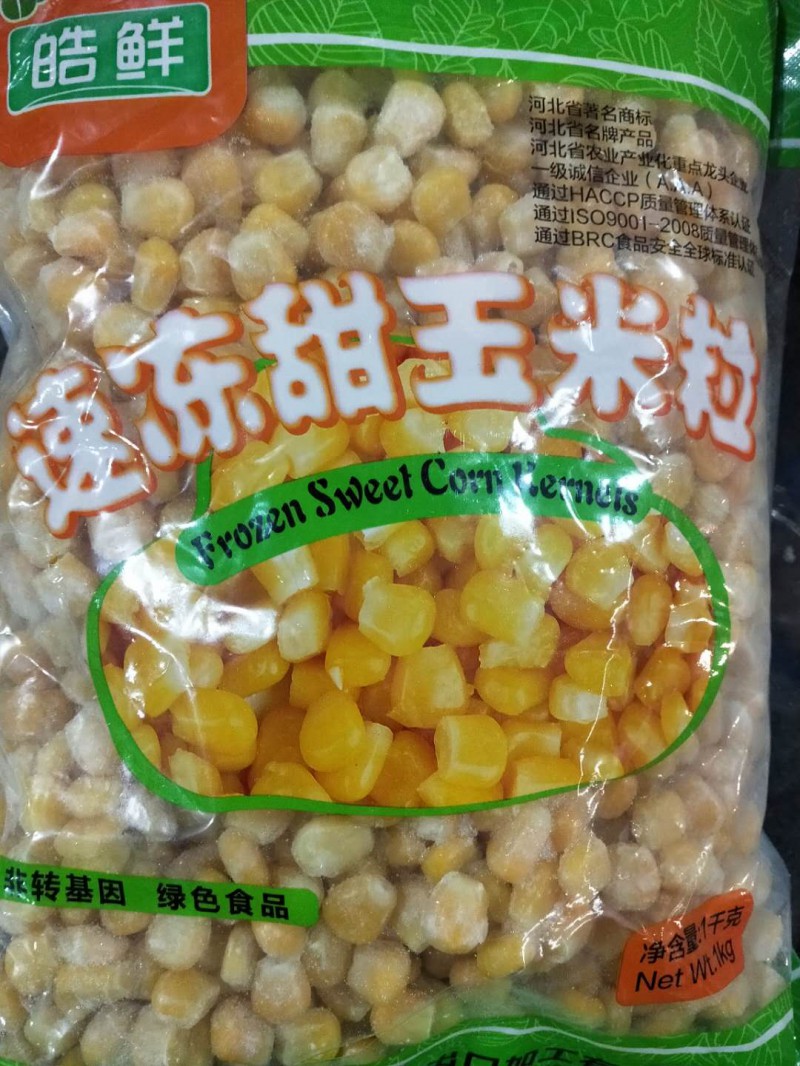 皓鲜
河北省著名商标
河北省名牌产品
河北省农业产业化重点龙头企业
一级诚信企业（AAA）
通过HACCP质量管理体系认证
通过ISO9001-2008质量管理体
通过BRC食品安全全球标准认证
速冻甜玉米粒
Frozen Sweet Corn Kernels
非转基因 绿色食品
净含量:1千克
Net Wt.1kg